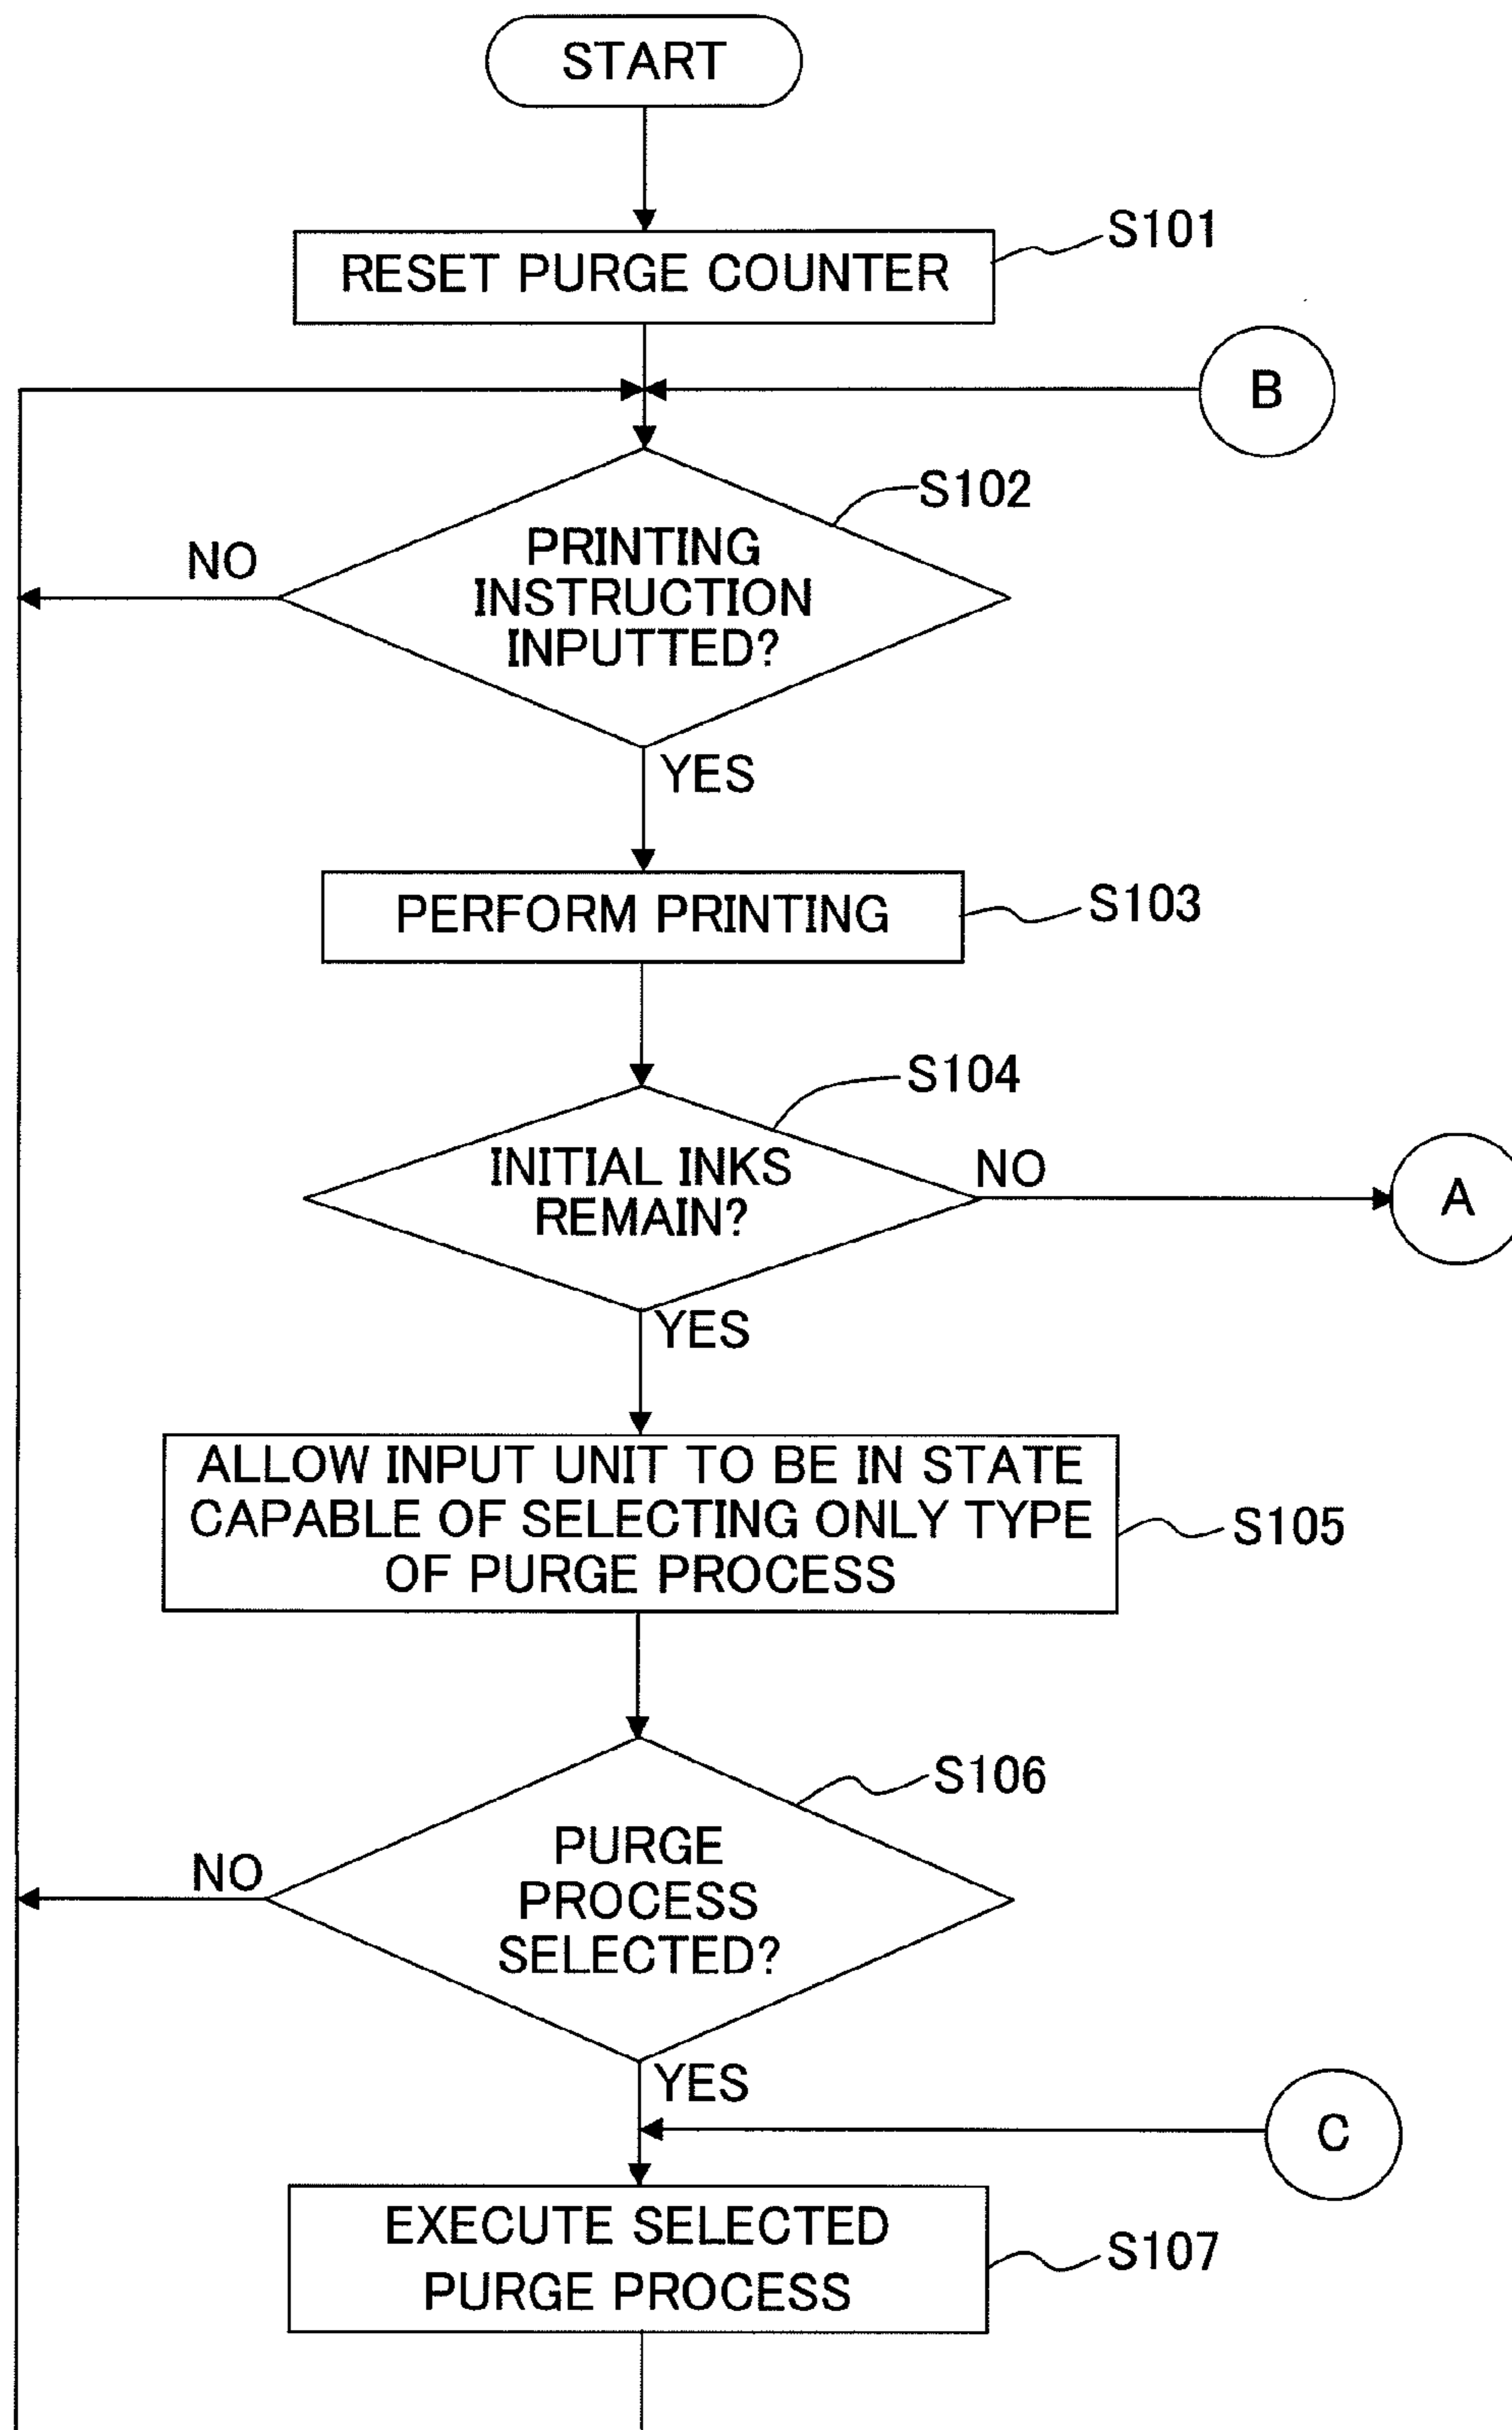 START
S101
RESET PURGE COUNTER
B
S102
NO
PRINTING
INSTRUCTION
INPUTTED?
YES
PERFORM PRINTING
S103
S104
INITIAL INKS
REMAIN?
NO
A
YES
ALLOW INPUT UNIT TO BE IN STATE
CAPABLE OF SELECTING ONLY TYPE
OF PURGE PROCESS
S105
S106
NO
PURGE
PROCESS
SELECTED?
YES
C
EXECUTE SELECTED
PURGE PROCESS
S107